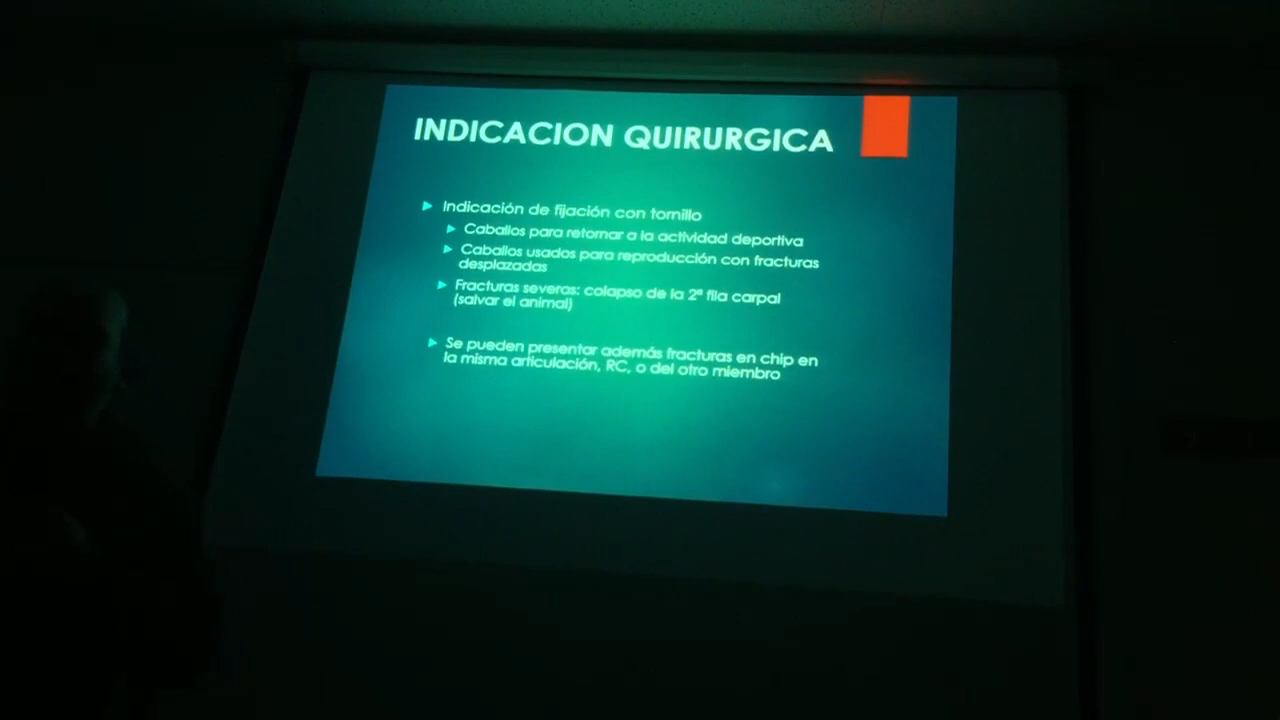 INDICACION QUIRURGICA
Indicación de fijación con tornillo
Caballos para retornar a la actividad deportiva
Caballos usados para reproducción con fracturas
desplazadas
Fracturas severas: colapso de la 2ª fila carpal
(salvar el animal)
Se pueden presentar además fracturas en chip en
la misma articulación, RC, o del otro miembro